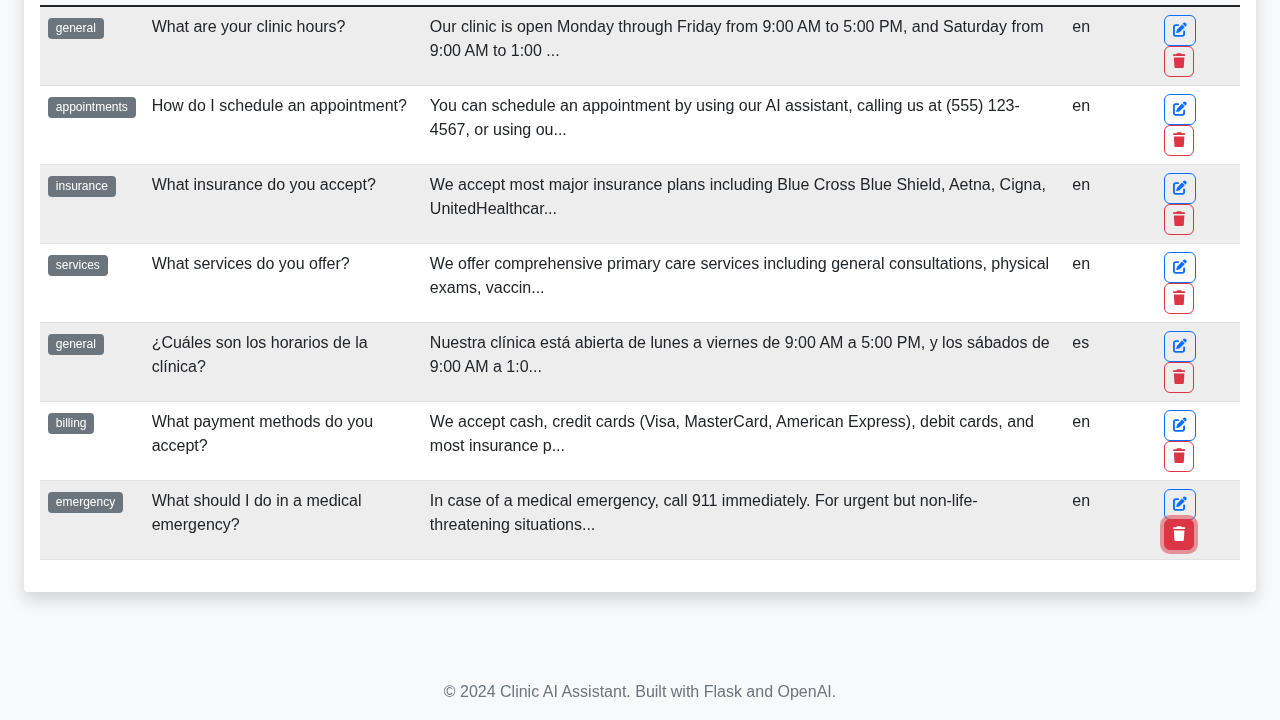 general
What are your clinic hours?
Our clinic is open Monday through Friday from 9:00 AM to 5:00 PM, and Saturday from
9:00 AM to 1:00 ...
en
appointments
How do I schedule an appointment?
You can schedule an appointment by using our AI assistant, calling us at (555) 123-
4567, or using ou...
en
insurance
What insurance do you accept?
We accept most major insurance plans including Blue Cross Blue Shield, Aetna, Cigna,
UnitedHealthcar...
en
services
What services do you offer?
We offer comprehensive primary care services including general consultations, physical
exams, vaccin...
en
general
¿Cuáles son los horarios de la
clínica?
Nuestra clínica está abierta de lunes a viernes de 9:00 AM a 5:00 PM, y los sábados de
9:00 AM a 1:0...
es
billing
What payment methods do you
accept?
We accept cash, credit cards (Visa, MasterCard, American Express), debit cards, and
most insurance p...
en
emergency
What should I do in a medical
emergency?
In case of a medical emergency, call 911 immediately. For urgent but non-life-
threatening situations...
en
© 2024 Clinic AI Assistant. Built with Flask and OpenAI.